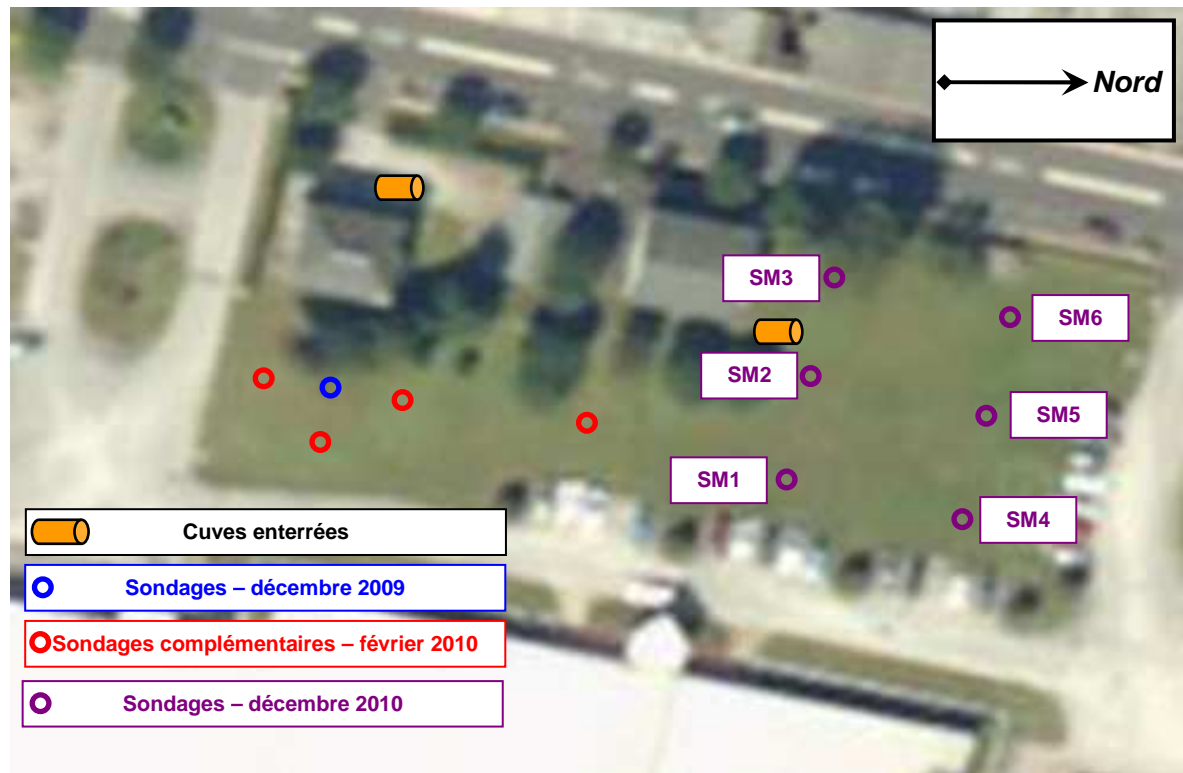 Nord
SM3
SM6
SM2
SM5
SM1
SM4
Cuves enterrées
Sondages – décembre 2009
Sondages complémentaires – février 2010
Sondages – décembre 2010